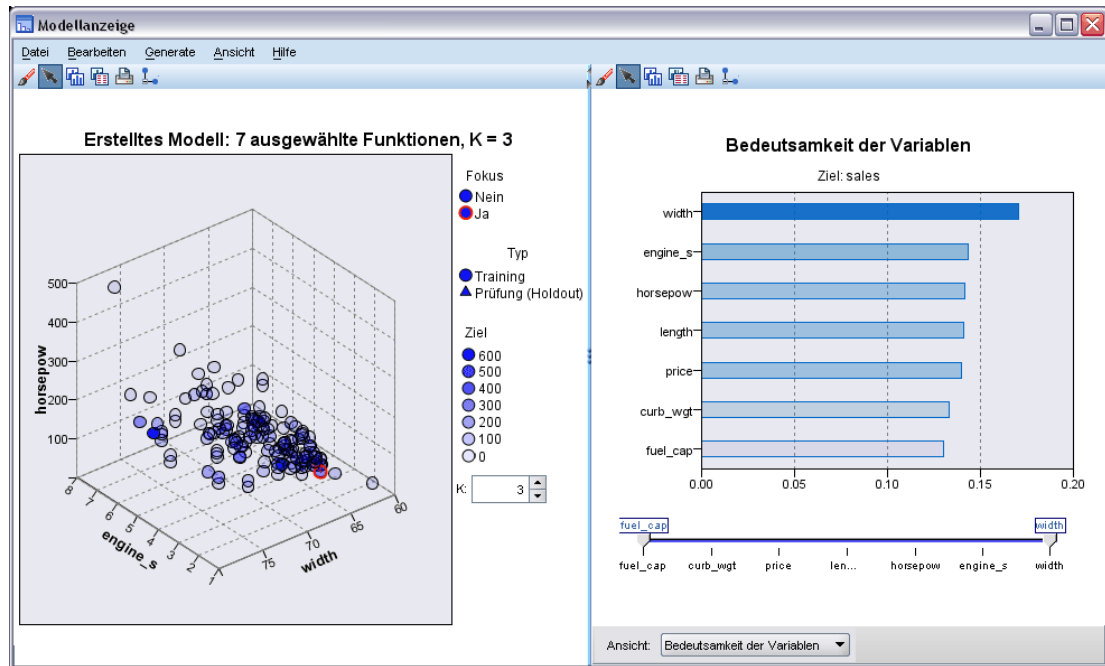 Modellanzeige
Datei Bearbeiten Generate Ansicht Hilfe
Erstelltes Modell: 7 ausgewählte Funktionen, K = 3
horsepow
500
400
300
200
100
8
7
6
5
4
3
2
1
engine_s
75
70
65
60
width
Fokus
Nein
Ja
Typ
Training
Prüfung (Holdout)
Ziel
600
500
400
300
200
100
0
K: 3
Bedeutsamkeit der Variablen
Ziel: sales
width
engine_s
horsepow
length
price
curb_wgt
fuel_cap
0.00 0.05 0.10 0.15 0.20
fuel_cap width
fuel_cap curb_wgt price len... horsepow engine_s width
Ansicht: Bedeutsamkeit der Variablen